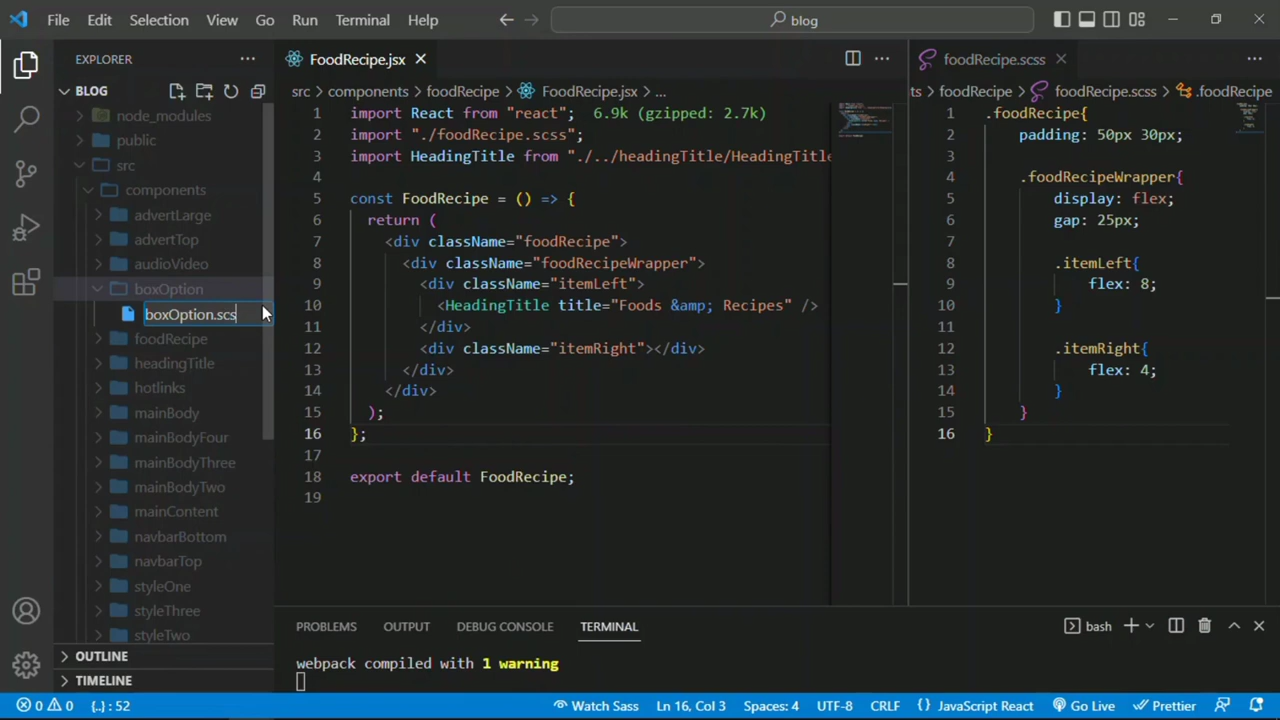 File Edit Selection View Go Run Terminal Help
blog
EXPLORER
BLOG
node_modules
public
src
components
advertLarge
advertTop
audioVideo
boxOption
boxOption.scs
foodRecipe
headingTitle
hotlinks
mainBody
mainBodyFour
mainBodyThree
mainBodyTwo
mainContent
navbarBottom
navbarTop
styleOne
styleThree
styleTwo
OUTLINE
TIMELINE
FoodRecipe.jsx
src > components > foodRecipe > FoodRecipe.jsx > ...
1 import React from "react"; 6.9k (gzipped: 2.7k)
2 import "./foodRecipe.scss";
3 import HeadingTitle from "./../headingTitle/HeadingTitle
4
5 const FoodRecipe = () => {
6 return (
7 <div className="foodRecipe">
8 <div className="foodRecipeWrapper">
9 <div className="itemLeft">
10 <HeadingTitle title="Foods &amp; Recipes" />
11 </div>
12 <div className="itemRight"></div>
13 </div>
14 </div>
15 );
16 };
17
18 export default FoodRecipe;
19
foodRecipe.scss
ts > foodRecipe > foodRecipe.scss > .foodRecipe
1 .foodRecipe{
2 padding: 50px 30px;
3
4 .foodRecipeWrapper{
5 display: flex;
6 gap: 25px;
7
8 .itemLeft{
9 flex: 8;
10 }
11
12 .itemRight{
13 flex: 4;
14 }
15 }
16 }
PROBLEMS OUTPUT DEBUG CONSOLE TERMINAL
bash
webpack compiled with 1 warning
0 0 {..} : 52 Watch Sass Ln 16, Col 3 Spaces: 4 UTF-8 CRLF {} JavaScript React Go Live Prettier